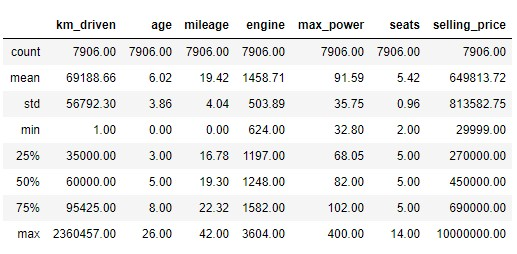 km_driven age mileage engine max_power seats selling_price
count 7906.00 7906.00 7906.00 7906.00 7906.00 7906.00 7906.00
mean 69188.66 6.02 19.42 1458.71 91.59 5.42 649813.72
std 56792.30 3.86 4.04 503.89 35.75 0.96 813582.75
min 1.00 0.00 0.00 624.00 32.80 2.00 29999.00
25% 35000.00 3.00 16.78 1197.00 68.05 5.00 270000.00
50% 60000.00 5.00 19.30 1248.00 82.00 5.00 450000.00
75% 95425.00 8.00 22.32 1582.00 102.00 5.00 690000.00
max 2360457.00 26.00 42.00 3604.00 400.00 14.00 10000000.00